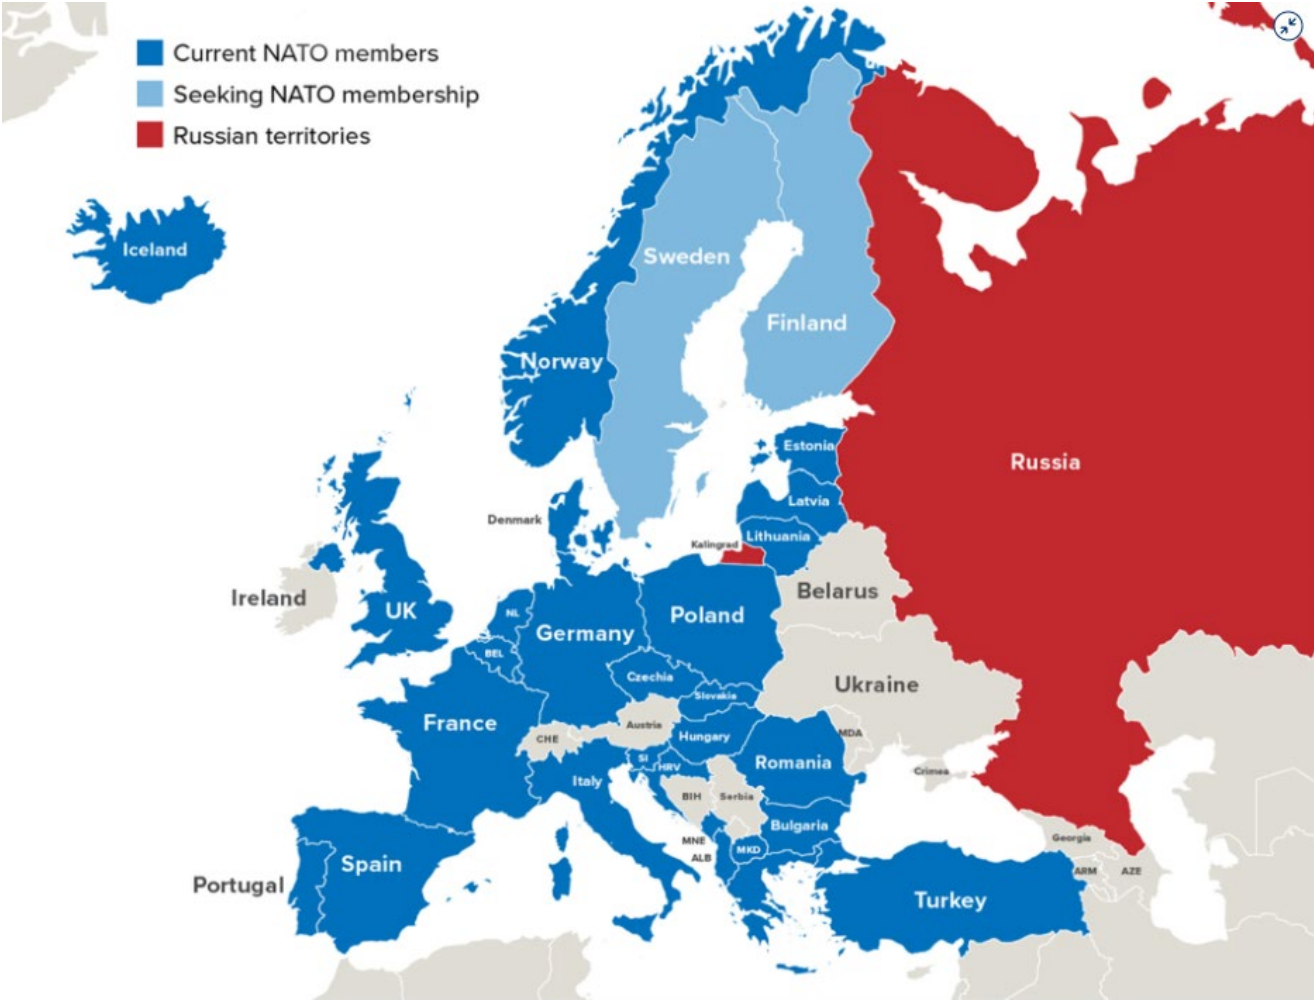 Current NATO members
Seeking NATO membership
Russian territories
Iceland
Sweden
Finland
Norway
Russia
Estonia
Latvia
Denmark
Lithuania
Kalingrad
Ireland
UK
NL
BEL
Germany
Poland
Belarus
Czechia
Ukraine
Slovakia
France
Austria
CHE
Hungary
MDA
SI
HRV
Romania
Crimea
Italy
BIH
Serbia
Bulgaria
Georgia
MNE
MKD
ALB
Spain
Portugal
ARM
AZE
Turkey